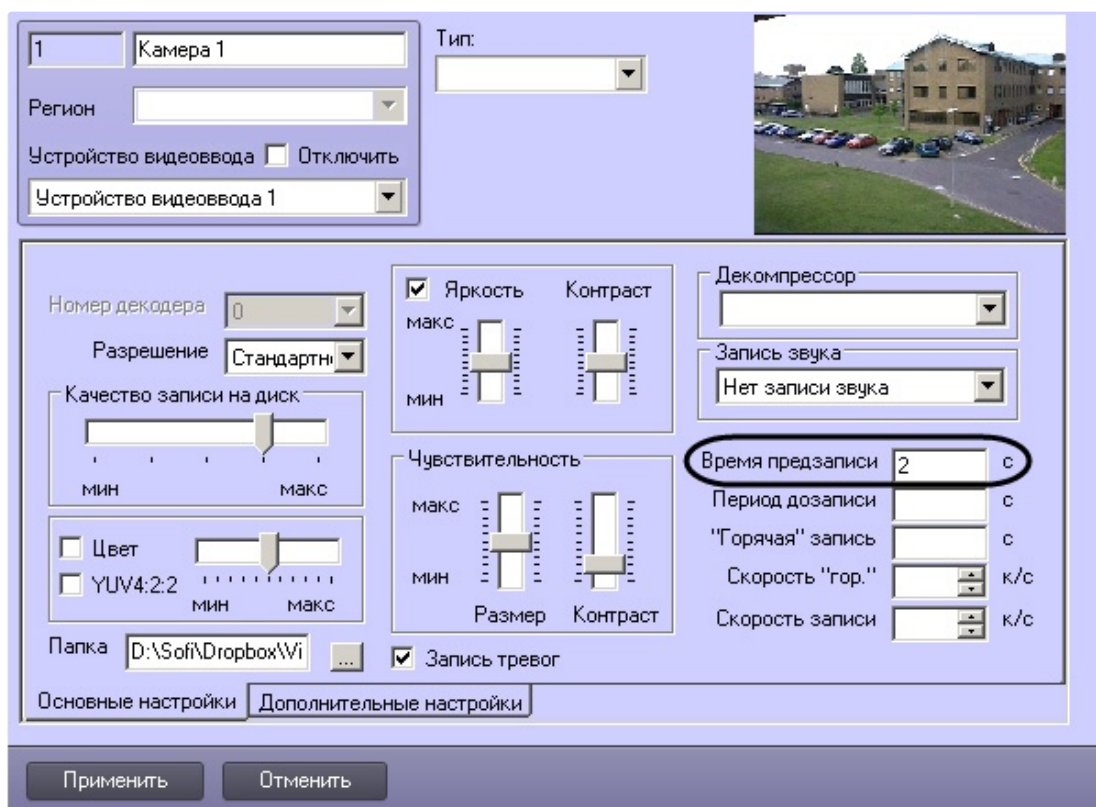 1
Камера 1
Тип:
Регион
Устройство видеоввода
Отключить
Устройство видеоввода 1
Номер декодера
0
Разрешение
Стандартн
Качество записи на диск
мин
макс
Цвет
YUV4:2:2
мин
макс
Папка
D:\Sofi\Dropbox\Vi
...
Яркость
Контраст
макс
мин
Чувствительность
макс
мин
Размер
Контраст
Запись тревог
Декомпрессор
Запись звука
Нет записи звука
Время предзаписи
2
с
Период дозаписи
с
"Горячая" запись
с
Скорость "гор."
к/с
Скорость записи
к/с
Основные настройки
Дополнительные настройки
Применить
Отменить